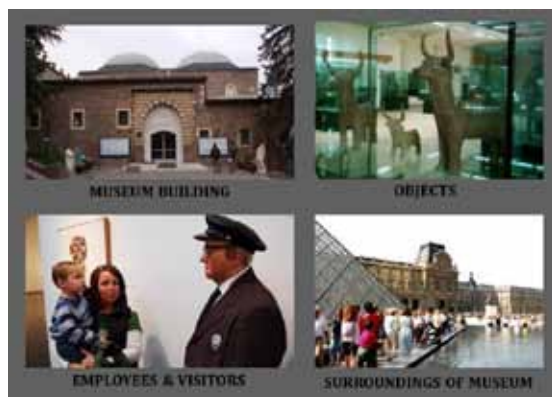 MUSEUM BUILDING
OBJECTS
EMPLOYEES & VISITORS
SURROUNDINGS OF MUSEUM